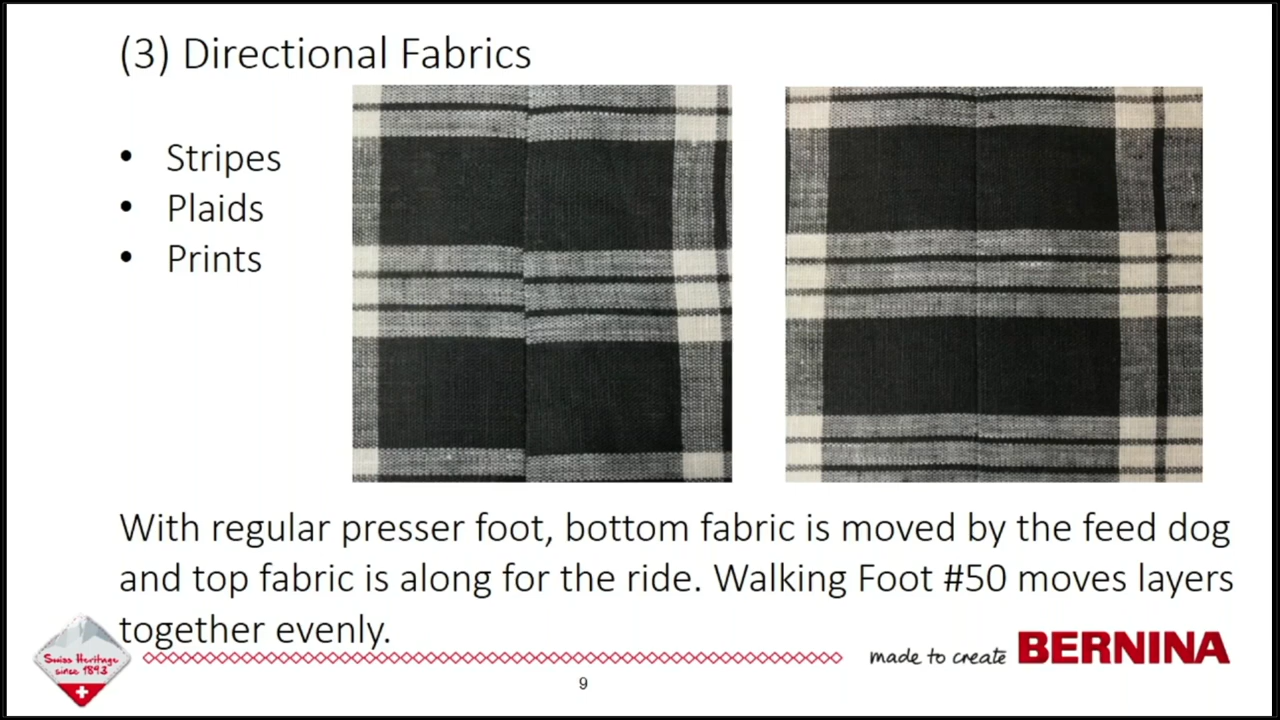 (3) Directional Fabrics
• Stripes
• Plaids
• Prints
With regular presser foot, bottom fabric is moved by the feed dog
and top fabric is along for the ride. Walking Foot #50 moves layers
together evenly.
Swiss Heritage
since 1893
made to create BERNINA
9